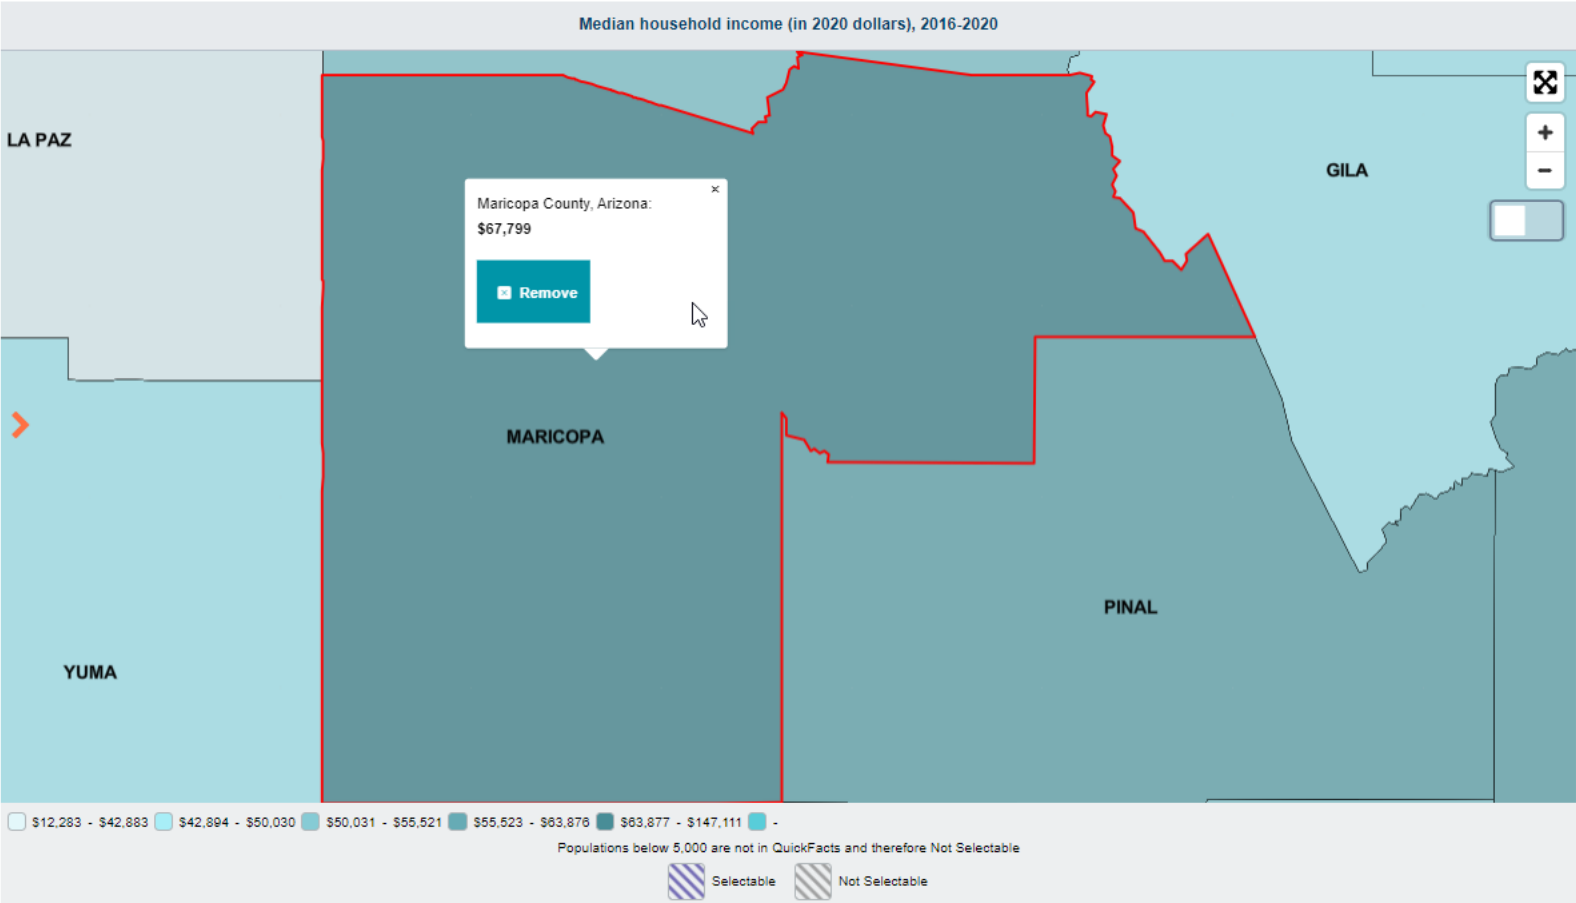 Median household income (in 2020 dollars), 2016-2020
LA PAZ
GILA
Maricopa County, Arizona:
$67,799
Remove
MARICOPA
PINAL
YUMA
$12,283 - $42,883 $42,894 - $50,030 $50,031 - $55,521 $55,523 - $63,876 $63,877 - $147,111 -
Populations below 5,000 are not in QuickFacts and therefore Not Selectable
Selectable Not Selectable